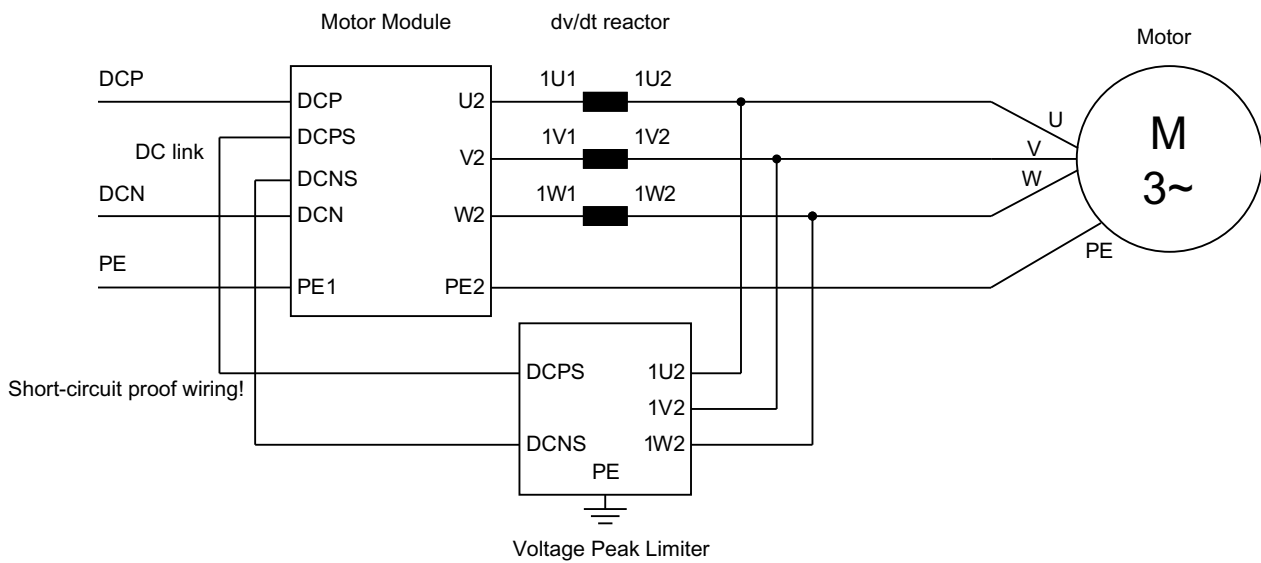 Motor Module
dv/dt reactor
Motor
DCP
DCP
U2
1U1
1U2
U
M
3~
DCPS
DC link
V2
1V1
1V2
V
DCNS
W
DCN
DCN
W2
1W1
1W2
PE
PE
PE1
PE2
DCPS
1U2
Short-circuit proof wiring!
1V2
DCNS
1W2
PE
Voltage Peak Limiter